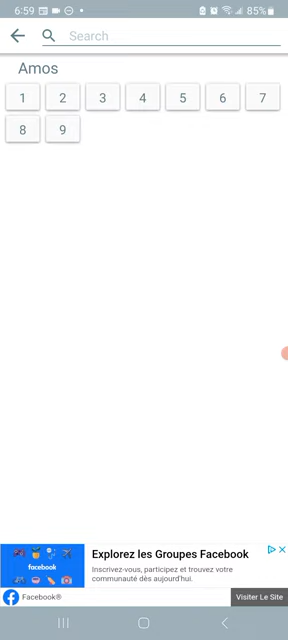 6:59 85%
Search
Amos
1 2 3 4 5 6 7
8 9
facebook
Explorez les Groupes Facebook
Inscrivez-vous, participez et trouvez votre
communauté dès aujourd'hui.
Facebook® Visiter Le Site